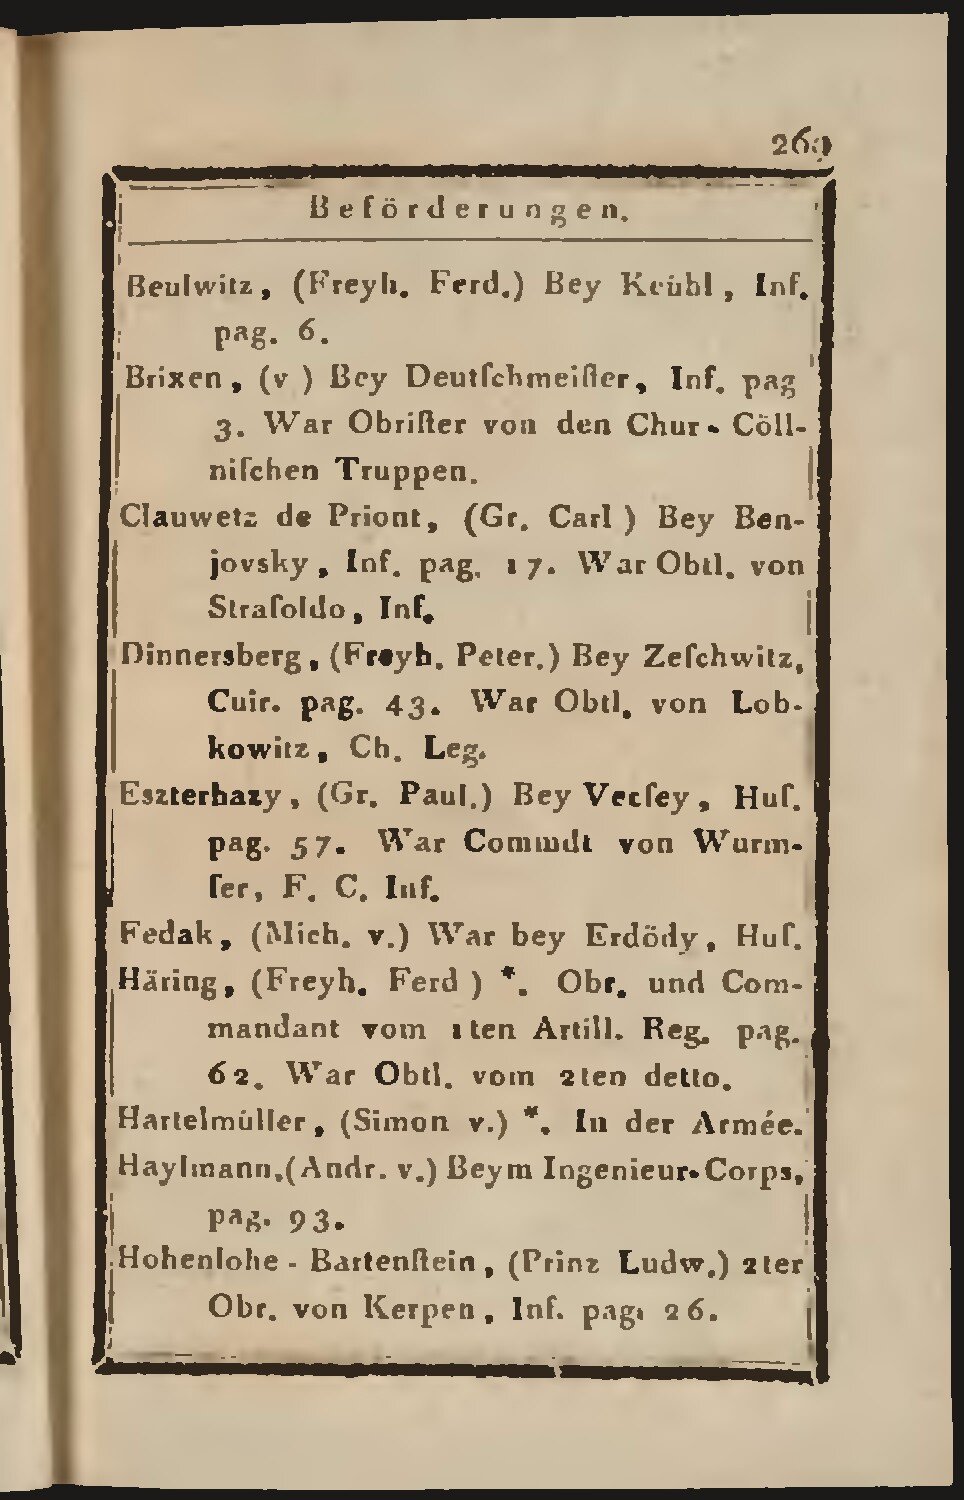 269
Beförderungen.
Beulwitz, (Freyh. Ferd.) Bey Keühl, Inf.
pag. 6.
Brixen, (v ) Bey Deutſchmeiſter, Inf. pag
3. War Obriſter von den Chur-Cöll-
niſchen Truppen.
Clauwetz de Priont, (Gr. Carl ) Bey Ben-
jovsky, Inf. pag. 17. War Obtl. von
Straſoldo, Inf.
Dinnersberg, (Freyh. Peter.) Bey Zeſchwitz,
Cuir. pag. 43. War Obtl. von Lob-
kowitz, Ch. Leg.
Eszterhazy, (Gr. Paul.) Bey Vecſey, Huſ.
pag. 57. War Commdt von Wurm-
ſer, F. C. Inf.
Fedak, (Mich. v.) War bey Erdödy, Huſ.
Häring, (Freyh. Ferd ) *. Obr. und Com-
mandant vom 1ten Artill. Reg. pag.
62. War Obtl. vom 2ten detto.
Hartelmüller, (Simon v.) *. In der Armée.
Haylmann,(Andr. v.) Beym Ingenieur-Corps,
pag. 93.
Hohenlohe - Bartenſtein, (Prinz Ludw.) 2ter
Obr. von Kerpen, Inf. pag. 26.